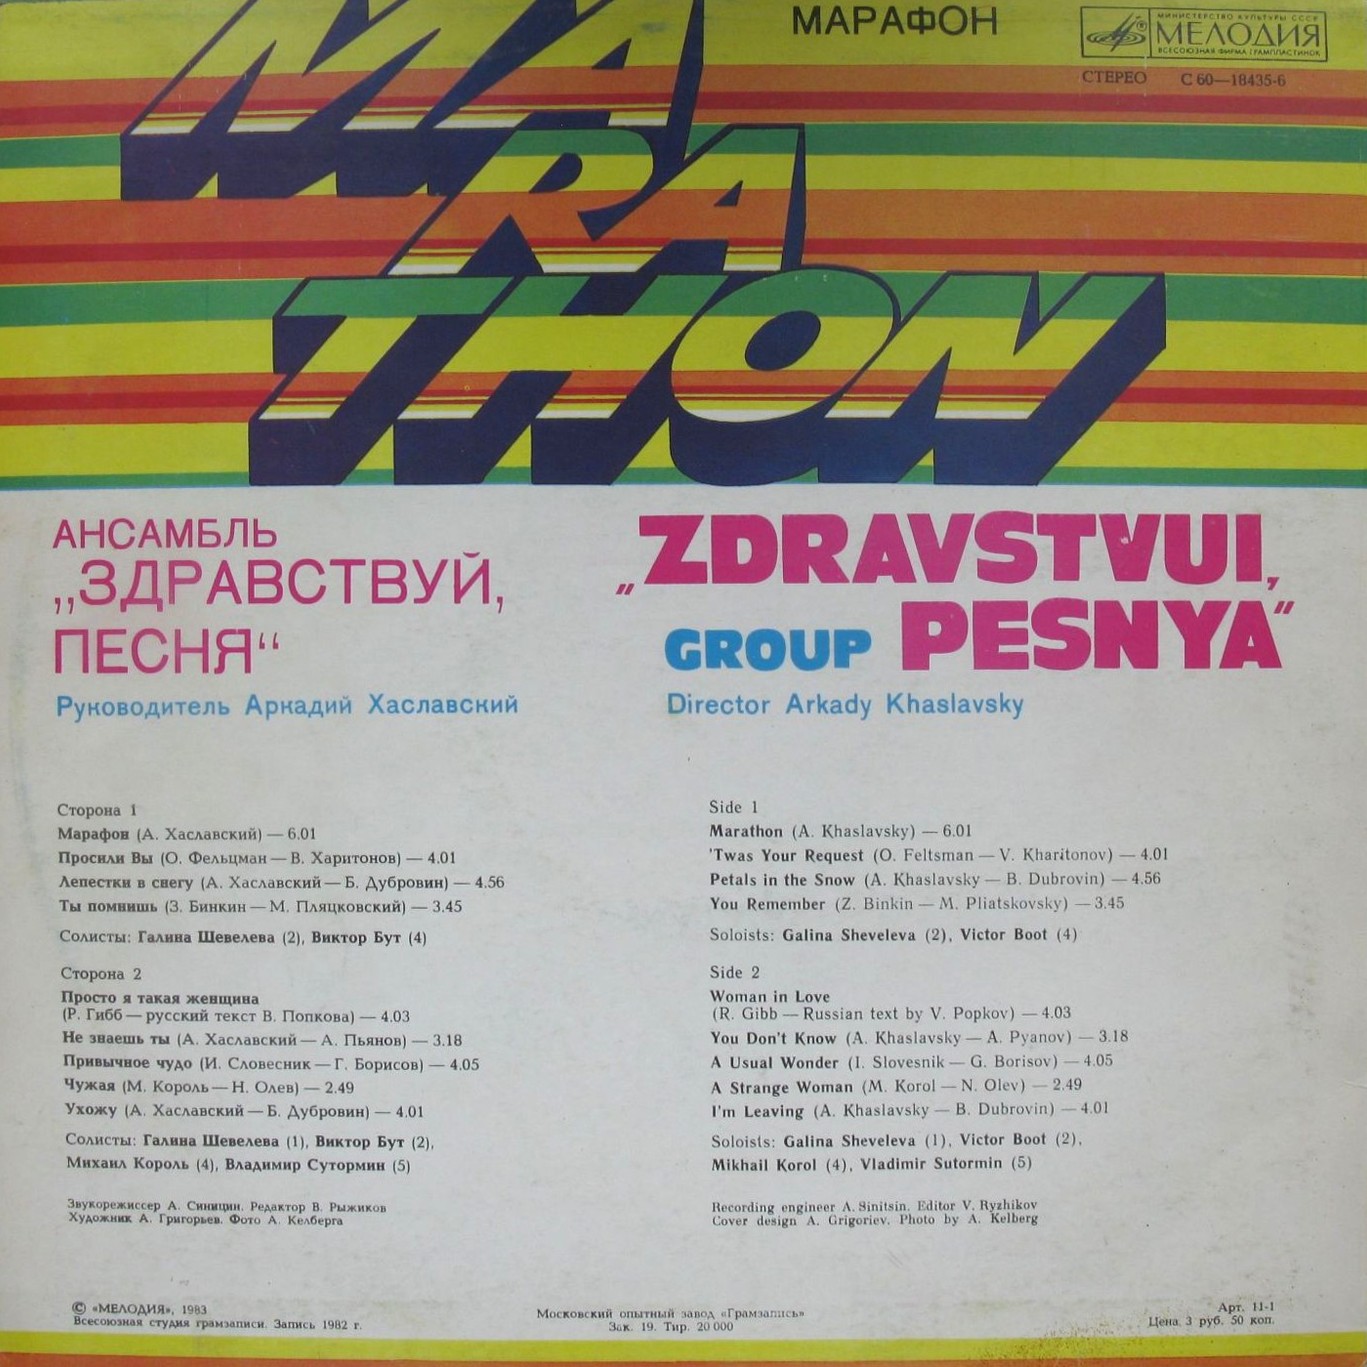 МАРАФОН
МИНИСТЕРСТВО КУЛЬТУРЫ СССР
МЕЛОДИЯ
ВСЕСОЮЗНАЯ ФИРМА ГРАМПЛАСТИНОК
СТЕРЕО С 60—18435-6
MA
RA
THON
АНСАМБЛЬ
„ЗДРАВСТВУЙ,
ПЕСНЯ“
Руководитель Аркадий Хаславский
„ZDRAVSTVUI,
GROUP PESNYA”
Director Arkady Khaslavsky
Сторона 1
Марафон (А. Хаславский) — 6.01
Просили Вы (О. Фельцман — В. Харитонов) — 4.01
Лепестки в снегу (А. Хаславский — Б. Дубровин) — 4.56
Ты помнишь (З. Бинкин — М. Пляцковский) — 3.45
Солисты: Галина Шевелева (2), Виктор Бут (4)
Сторона 2
Просто я такая женщина
(Р. Гибб — русский текст В. Попкова) — 4.03
Не знаешь ты (А. Хаславский — А. Пьянов) — 3.18
Привычное чудо (И. Словесник — Г. Борисов) — 4.05
Чужая (М. Король — Н. Олев) — 2.49
Ухожу (А. Хаславский — Б. Дубровин) — 4.01
Солисты: Галина Шевелева (1), Виктор Бут (2),
Михаил Король (4), Владимир Сутормин (5)
Звукорежиссер А. Синицин. Редактор В. Рыжиков
Художник А. Григорьев. Фото А. Келберга
Side 1
Marathon (A. Khaslavsky) — 6.01
'Twas Your Request (O. Feltsman — V. Kharitonov) — 4.01
Petals in the Snow (A. Khaslavsky — B. Dubrovin) — 4.56
You Remember (Z. Binkin — M. Pliatskovsky) — 3.45
Soloists: Galina Sheveleva (2), Victor Boot (4)
Side 2
Woman in Love
(R. Gibb — Russian text by V. Popkov) — 4.03
You Don't Know (A. Khaslavsky — A. Pyanov) — 3.18
A Usual Wonder (I. Slovesnik — G. Borisov) — 4.05
A Strange Woman (M. Korol — N. Olev) — 2.49
I'm Leaving (A. Khaslavsky — B. Dubrovin) — 4.01
Soloists: Galina Sheveleva (1), Victor Boot (2),
Mikhail Korol (4), Vladimir Sutormin (5)
Recording engineer A. Sinitsin. Editor V. Ryzhikov
Cover design A. Grigoriev. Photo by A. Kelberg
© «МЕЛОДИЯ», 1983
Всесоюзная студия грамзаписи. Запись 1982 г.
Московский опытный завод «Грамзапись»
Зак. 19. Тир. 20 000
Арт. 11-1
Цена 3 руб. 50 коп.